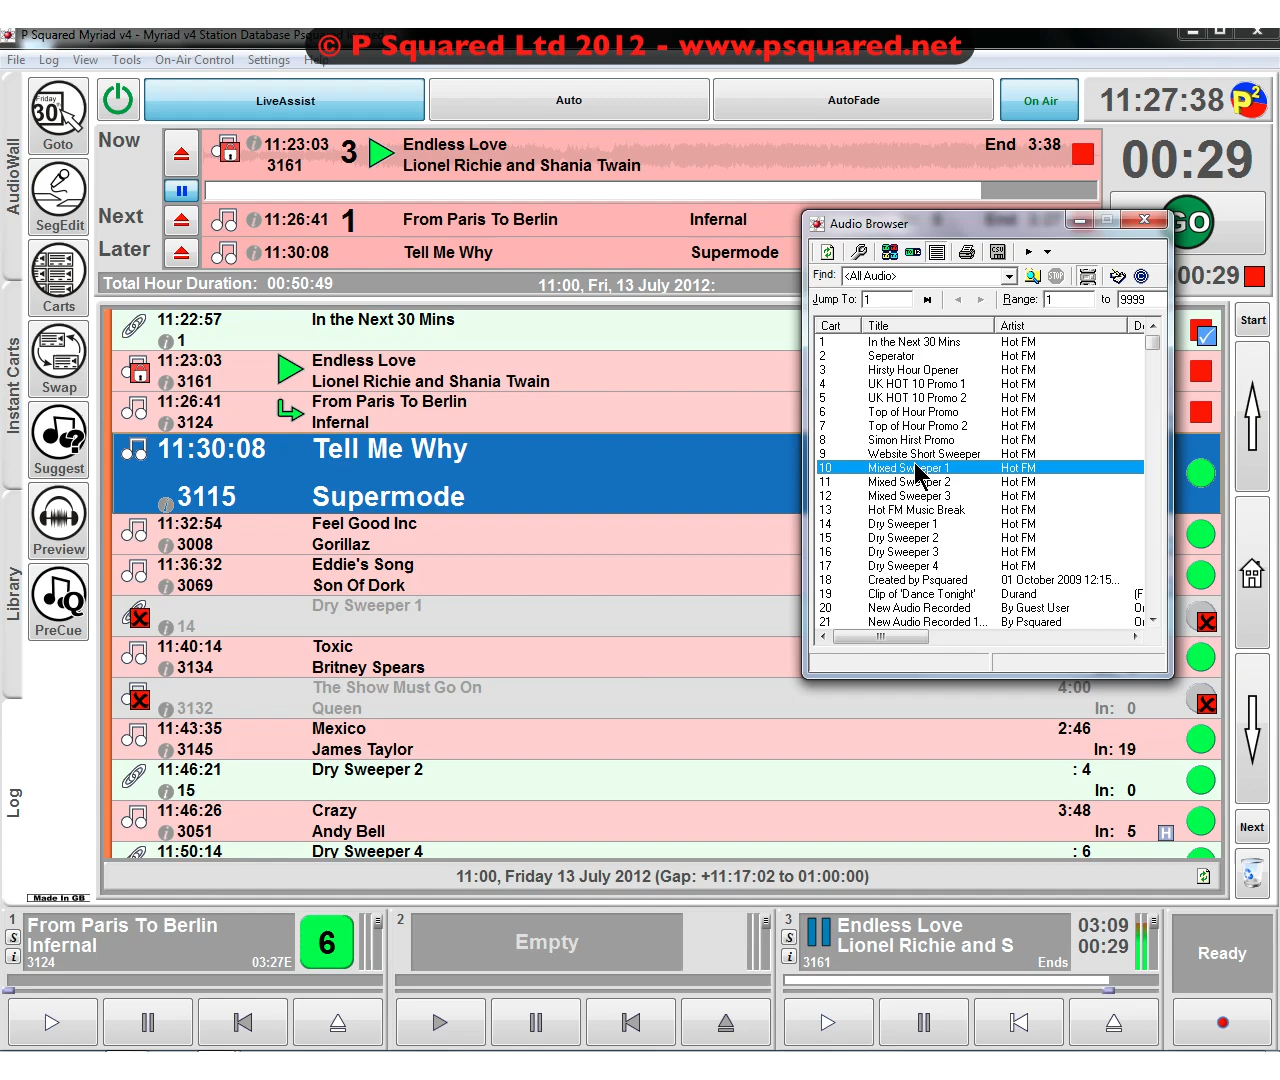 P Squared Myriad v4 - Myriad v4 Station Database
© P Squared Ltd 2012 - www.psquared.net
File Log View Tools On-Air Control Settings Help
LiveAssist Auto AutoFade On Air 11:27:38 P2
AudioWall
Instant Carts
Library
Log
Friday
30
Goto
SegEdit
Carts
Swap
Suggest
Preview
PreCue
Made In GB
Now
11:23:03 3 Endless Love End 3:38
3161 Lionel Richie and Shania Twain
00:29
Next
11:26:41 1 From Paris To Berlin Infernal
GO
Later
11:30:08 Tell Me Why Supermode
00:29
Total Hour Duration: 00:50:49 11:00, Fri, 13 July 2012:
11:22:57 In the Next 30 Mins
1
11:23:03 Endless Love
3161 Lionel Richie and Shania Twain
11:26:41 From Paris To Berlin
3124 Infernal
11:30:08 Tell Me Why
3115 Supermode
11:32:54 Feel Good Inc
3008 Gorillaz
11:36:32 Eddie's Song
3069 Son Of Dork
Dry Sweeper 1
14
11:40:14 Toxic
3134 Britney Spears
The Show Must Go On 4:00
3132 Queen In: 0
11:43:35 Mexico 2:46
3145 James Taylor In: 19
11:46:21 Dry Sweeper 2 : 4
15 In: 0
11:46:26 Crazy 3:48
3051 Andy Bell In: 5 H
11:50:14 Dry Sweeper 4 : 6
11:00, Friday 13 July 2012 (Gap: +11:17:02 to 01:00:00)
Start
Next
Audio Browser
Find: <All Audio> STOP
Jump To: 1 Range: 1 to 9999
Cart Title Artist
1 In the Next 30 Mins Hot FM
2 Seperator Hot FM
3 Hirsty Hour Opener Hot FM
4 UK HOT 10 Promo 1 Hot FM
5 UK HOT 10 Promo 2 Hot FM
6 Top of Hour Promo Hot FM
7 Top of Hour Promo 2 Hot FM
8 Simon Hirst Promo Hot FM
9 Website Short Sweeper Hot FM
10 Mixed Sweeper 1 Hot FM
11 Mixed Sweeper 2 Hot FM
12 Mixed Sweeper 3 Hot FM
13 Hot FM Music Break Hot FM
14 Dry Sweeper 1 Hot FM
15 Dry Sweeper 2 Hot FM
16 Dry Sweeper 3 Hot FM
17 Dry Sweeper 4 Hot FM
18 Created by Psquared 01 October 2009 12:15...
19 Clip of 'Dance Tonight' Durand (F
20 New Audio Recorded By Guest User
21 New Audio Recorded 1... By Psquared
1 From Paris To Berlin 6
S Infernal
i 3124 03:27E
2 Empty
3 Endless Love 03:09
S Lionel Richie and S 00:29
i 3161 Ends
Ready